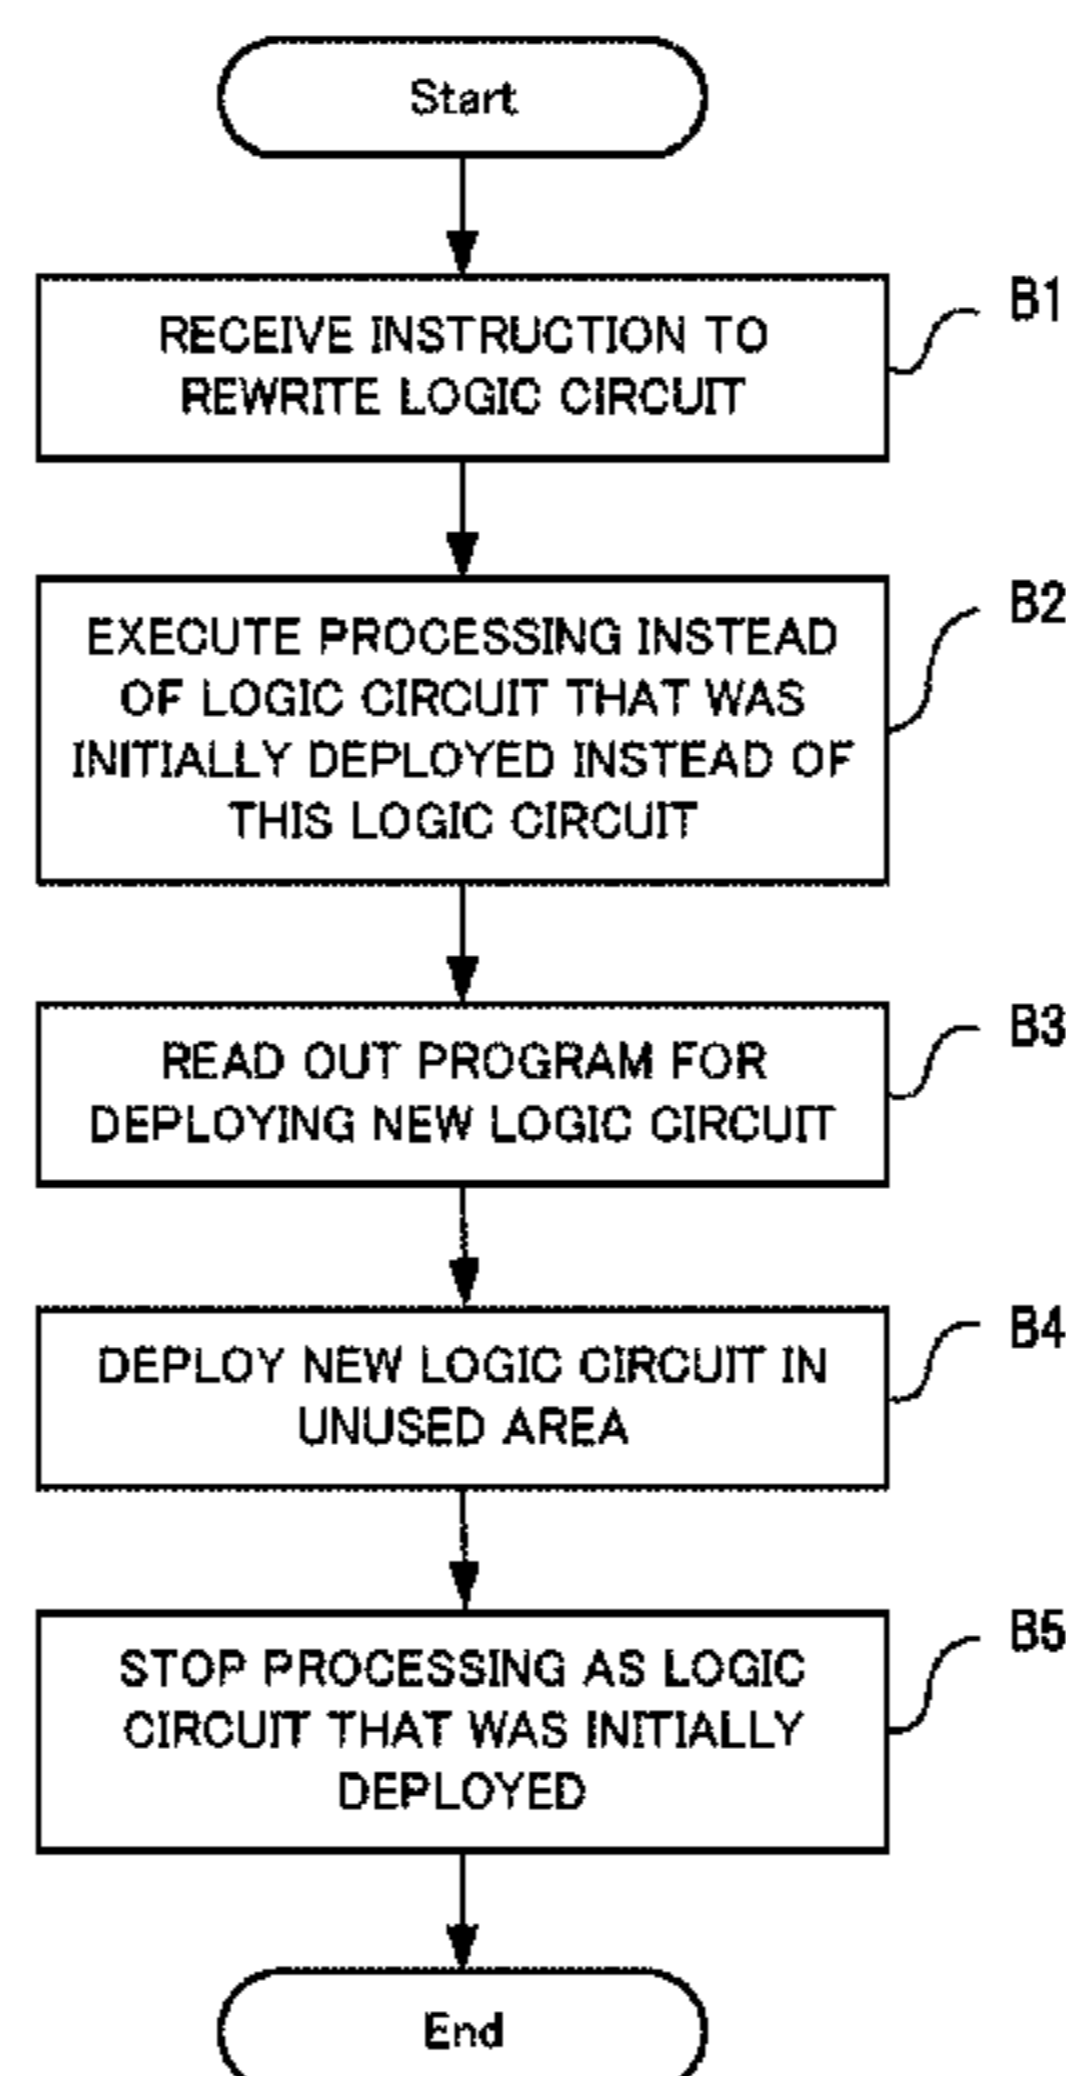 Start
RECEIVE INSTRUCTION TO
REWRITE LOGIC CIRCUIT
B1
EXECUTE PROCESSING INSTEAD
OF LOGIC CIRCUIT THAT WAS
INITIALLY DEPLOYED INSTEAD OF
THIS LOGIC CIRCUIT
B2
READ OUT PROGRAM FOR
DEPLOYING NEW LOGIC CIRCUIT
B3
DEPLOY NEW LOGIC CIRCUIT IN
UNUSED AREA
B4
STOP PROCESSING AS LOGIC
CIRCUIT THAT WAS INITIALLY
DEPLOYED
B5
End